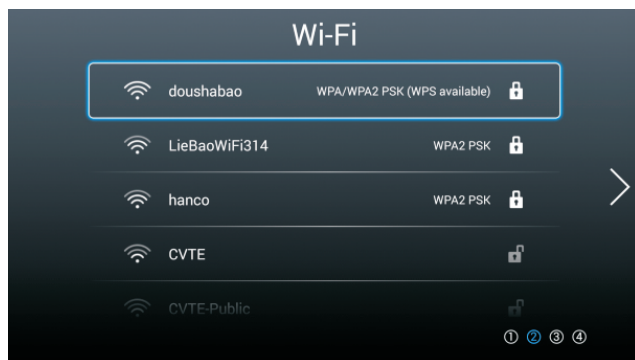 Wi-Fi
doushabao WPA/WPA2 PSK (WPS available)
LieBaoWiFi314 WPA2 PSK
hanco WPA2 PSK
CVTE
CVTE-Public
① ② ③ ④